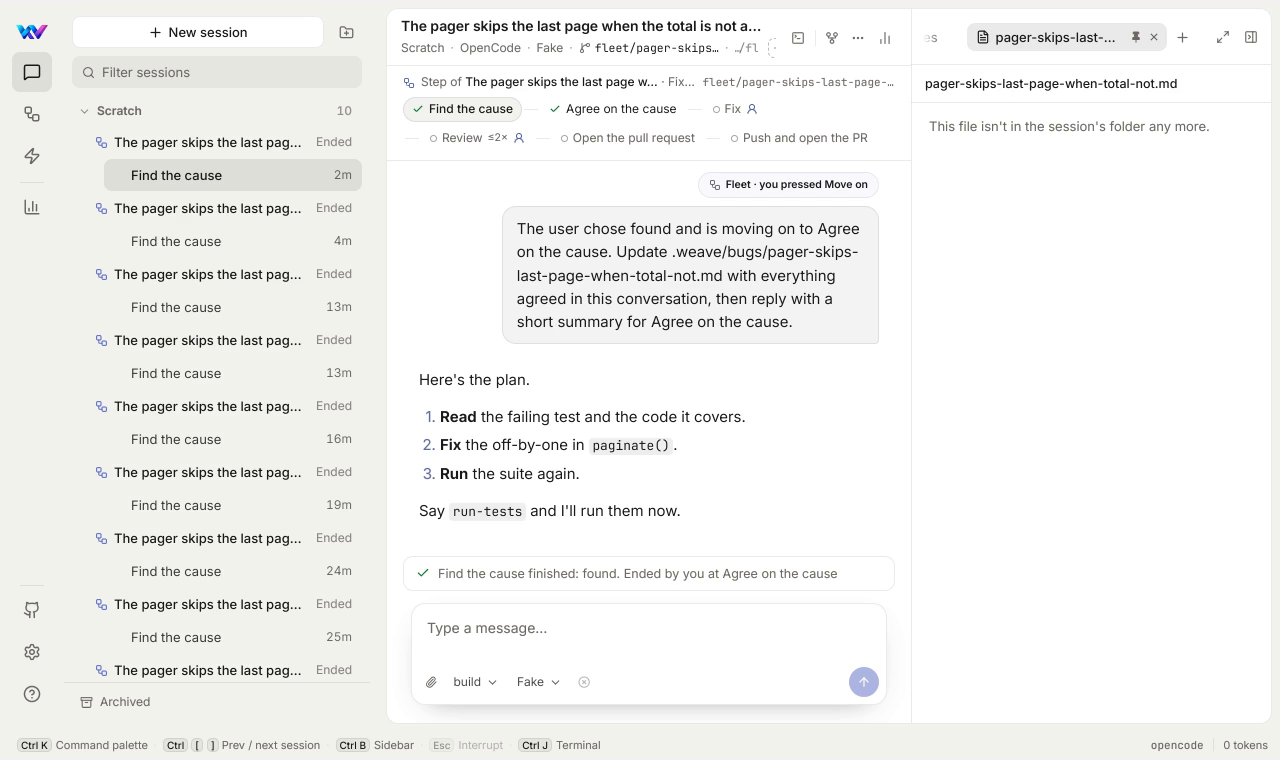 New session
Filter sessions
Scratch 10
The pager skips the last pag... Ended
Find the cause 2m
The pager skips the last pag... Ended
Find the cause 4m
The pager skips the last pag... Ended
Find the cause 13m
The pager skips the last pag... Ended
Find the cause 13m
The pager skips the last pag... Ended
Find the cause 16m
The pager skips the last pag... Ended
Find the cause 19m
The pager skips the last pag... Ended
Find the cause 24m
The pager skips the last pag... Ended
Find the cause 25m
The pager skips the last pag... Ended
Archived
The pager skips the last page when the total is not a...
Scratch · OpenCode · Fake · fleet/pager-skips... · ../fl
Step of The pager skips the last page w... · Fix... fleet/pager-skips-last-page-...
Find the cause — Agree on the cause — Fix
Review ≤2× — Open the pull request — Push and open the PR
Fleet · you pressed Move on
The user chose found and is moving on to Agree
on the cause. Update .weave/bugs/pager-skips-
last-page-when-total-not.md with everything
agreed in this conversation, then reply with a
short summary for Agree on the cause.
Here's the plan.
1. Read the failing test and the code it covers.
2. Fix the off-by-one in paginate().
3. Run the suite again.
Say run-tests and I'll run them now.
Find the cause finished: found. Ended by you at Agree on the cause
Type a message...
build Fake
es pager-skips-last-...
pager-skips-last-page-when-total-not.md
This file isn't in the session's folder any more.
Ctrl K Command palette · Ctrl [ ] Prev / next session · Ctrl B Sidebar · Esc Interrupt · Ctrl J Terminal
opencode 0 tokens